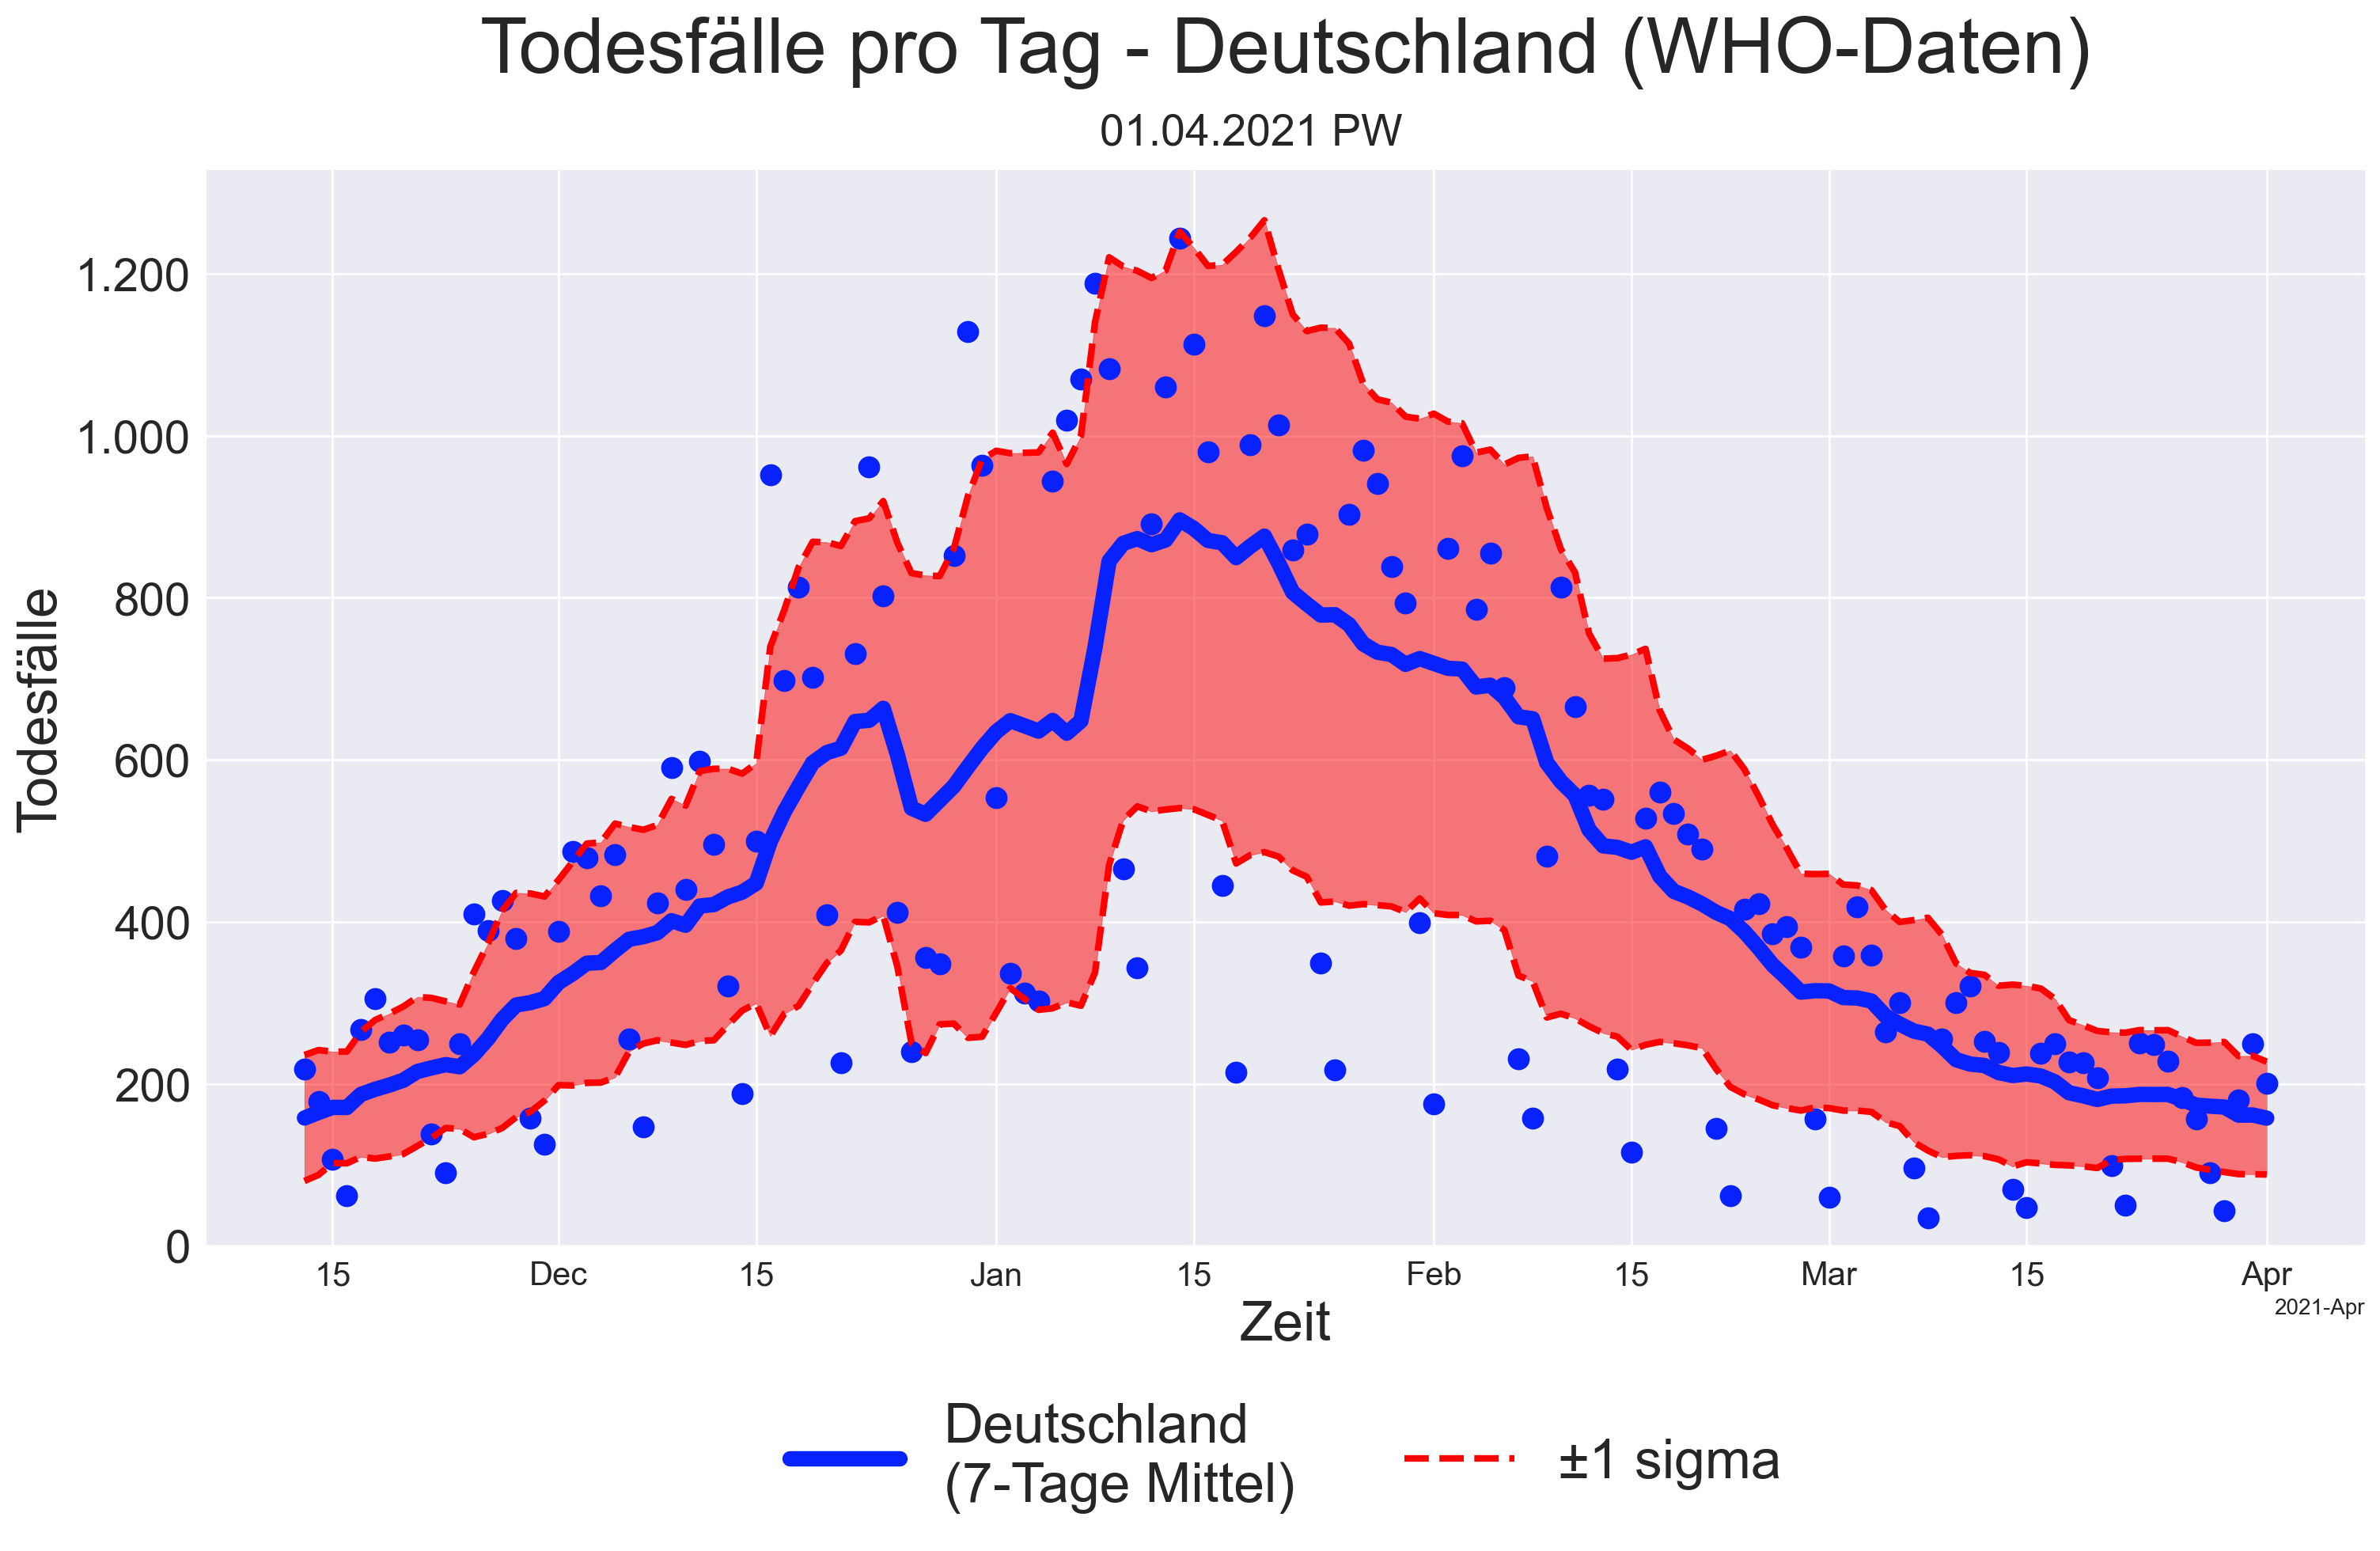 Todesfälle pro Tag - Deutschland (WHO-Daten)
01.04.2021 PW
Todesfälle
1.200
1.000
800
600
400
200
0
15 Dec 15 Jan 15 Feb 15 Mar 15 Apr
2021-Apr
Zeit
Deutschland
(7-Tage Mittel)
±1 sigma